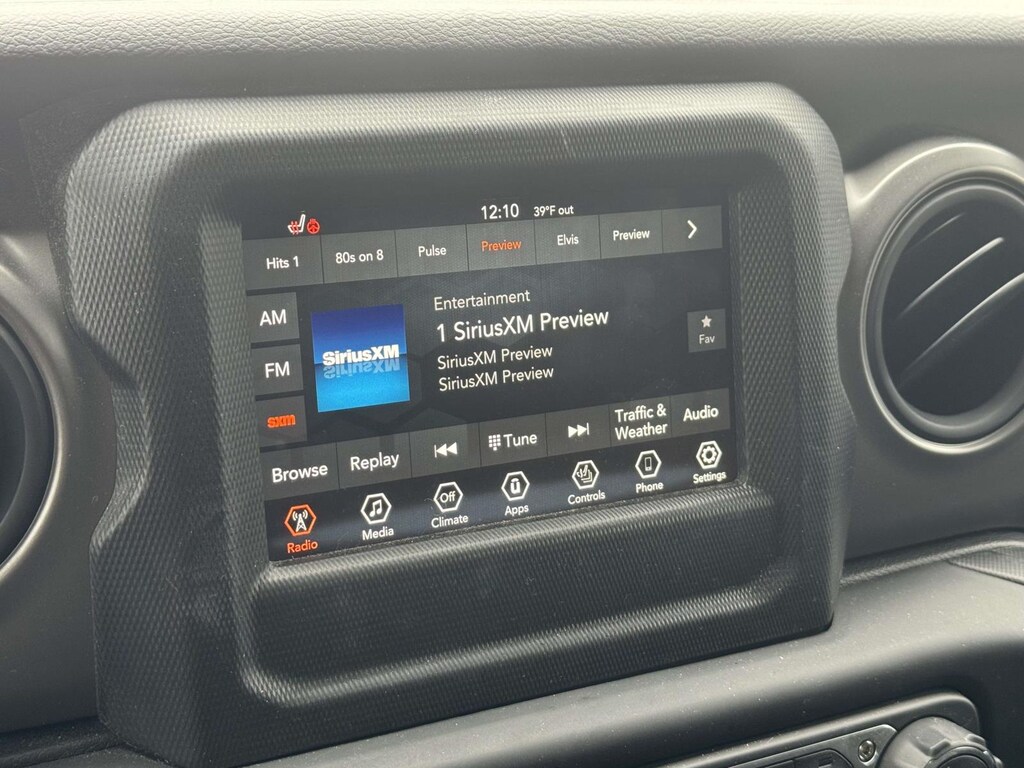 12:10 39°F out
Hits 1 80s on 8 Pulse Preview Elvis Preview
AM
FM
sxm
SiriusXM
Entertainment
1 SiriusXM Preview
SiriusXM Preview
SiriusXM Preview
Fav
Browse Replay Tune Traffic & Weather Audio
Radio Media Off Climate Apps Controls Phone Settings